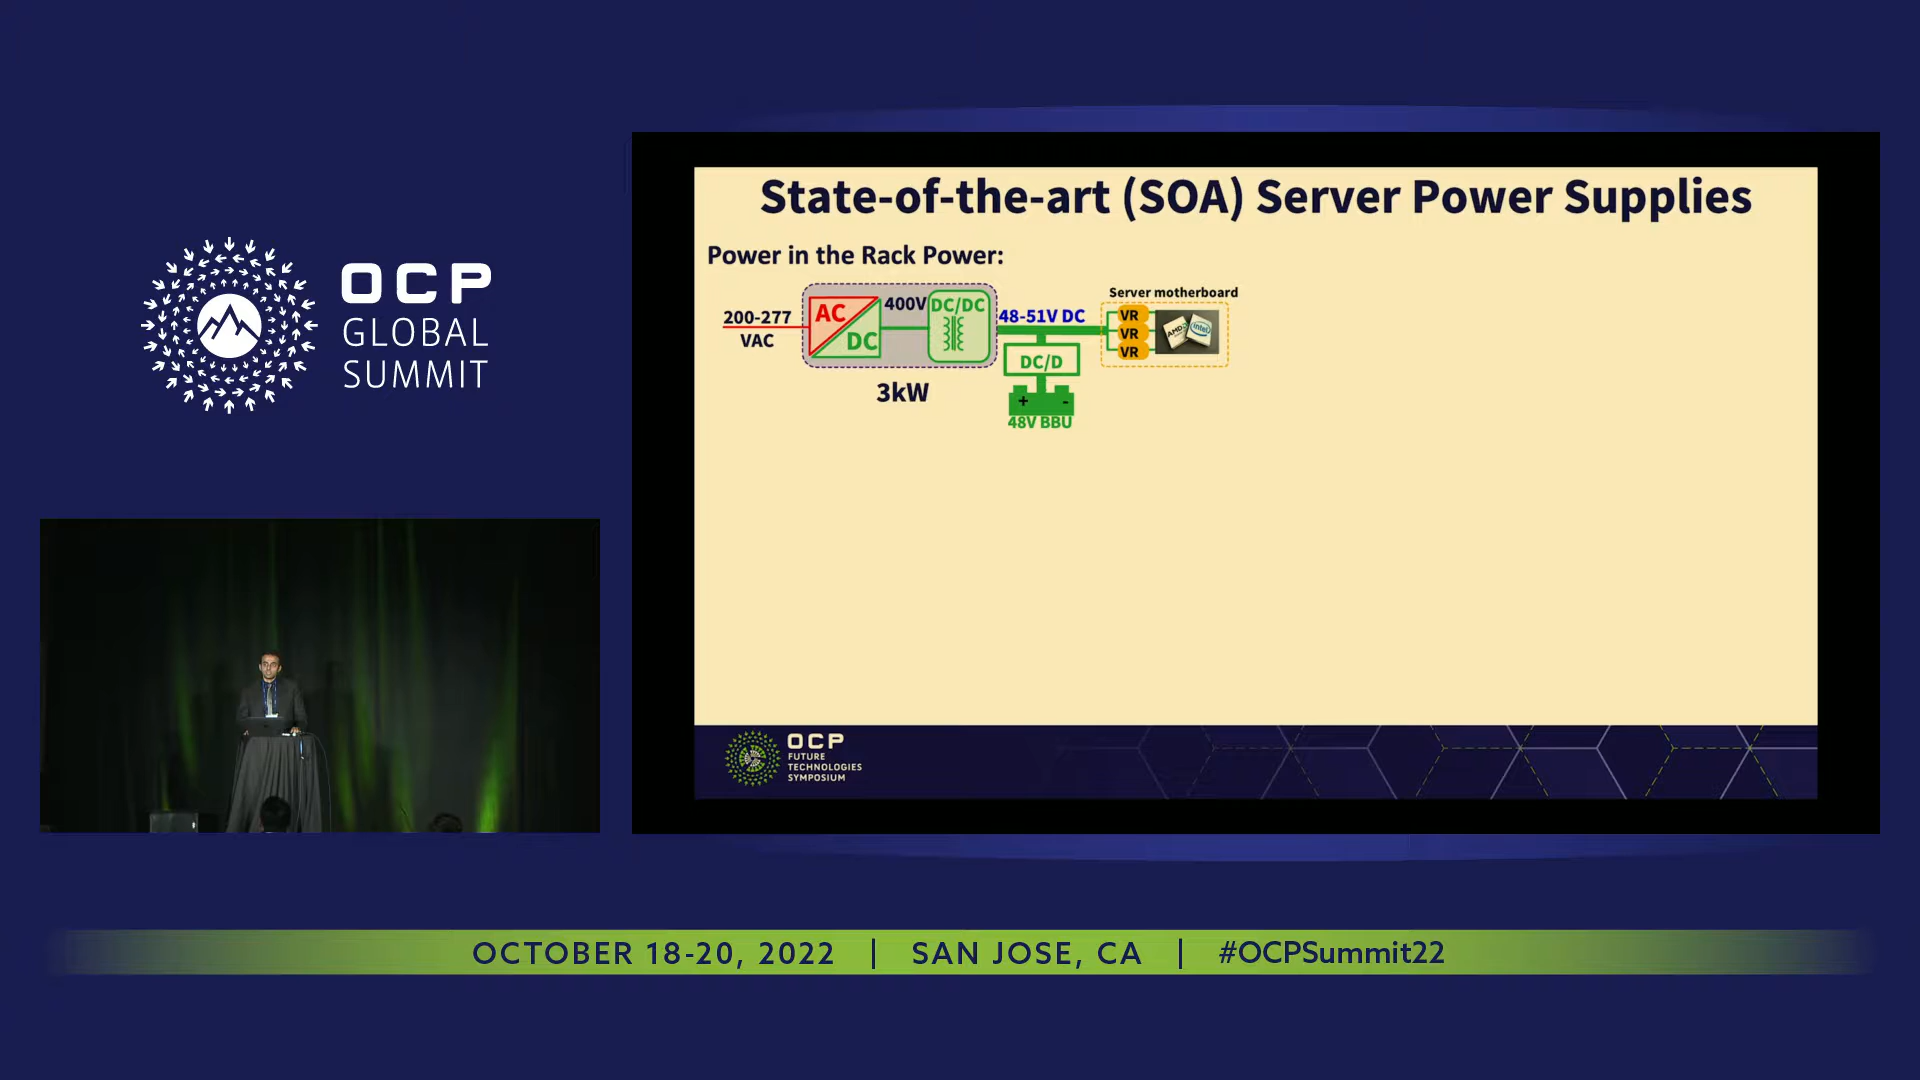 OCP
GLOBAL
SUMMIT
State-of-the-art (SOA) Server Power Supplies
Power in the Rack Power:
200-277
VAC
AC
DC
400V
DC/DC
3kW
48-51V DC
DC/D
+ -
48V BBU
Server motherboard
VR
VR
VR
AMD
intel
OCP
FUTURE
TECHNOLOGIES
SYMPOSIUM
OCTOBER 18-20, 2022 | SAN JOSE, CA | #OCPSummit22